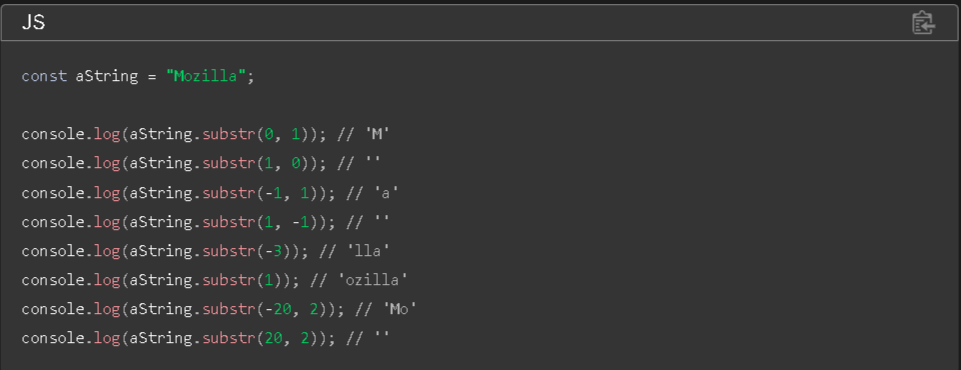 JS
const aString = "Mozilla";
console.log(aString.substr(0, 1)); // 'M'
console.log(aString.substr(1, 0)); // ''
console.log(aString.substr(-1, 1)); // 'a'
console.log(aString.substr(1, -1)); // ''
console.log(aString.substr(-3)); // 'lla'
console.log(aString.substr(1)); // 'ozilla'
console.log(aString.substr(-20, 2)); // 'Mo'
console.log(aString.substr(20, 2)); // ''